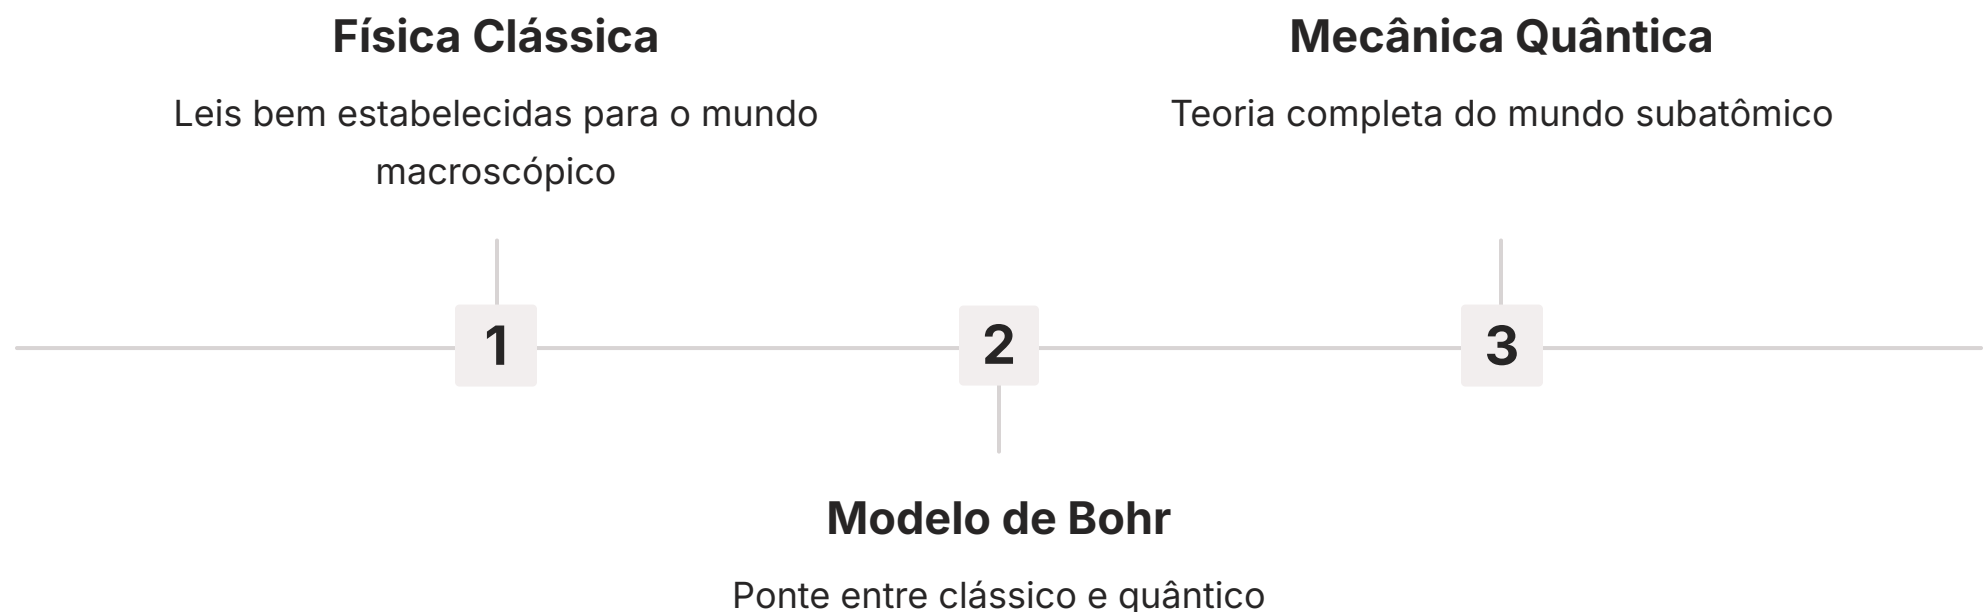 Física Clássica
Leis bem estabelecidas para o mundo
macroscópico
1
Modelo de Bohr
Ponte entre clássico e quântico
2
Mecânica Quântica
Teoria completa do mundo subatômico
3